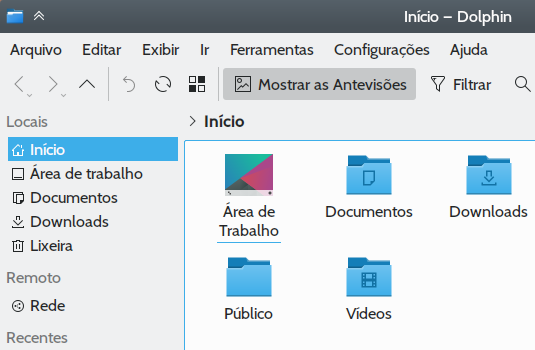 Início – Dolphin
Arquivo Editar Exibir Ir Ferramentas Configurações Ajuda
Mostrar as Antevisões Filtrar
Locais
Início
Área de trabalho
Documentos
Downloads
Lixeira
Remoto
Rede
Recentes
Início
Área de
Trabalho
Documentos
Downloads
Público
Vídeos